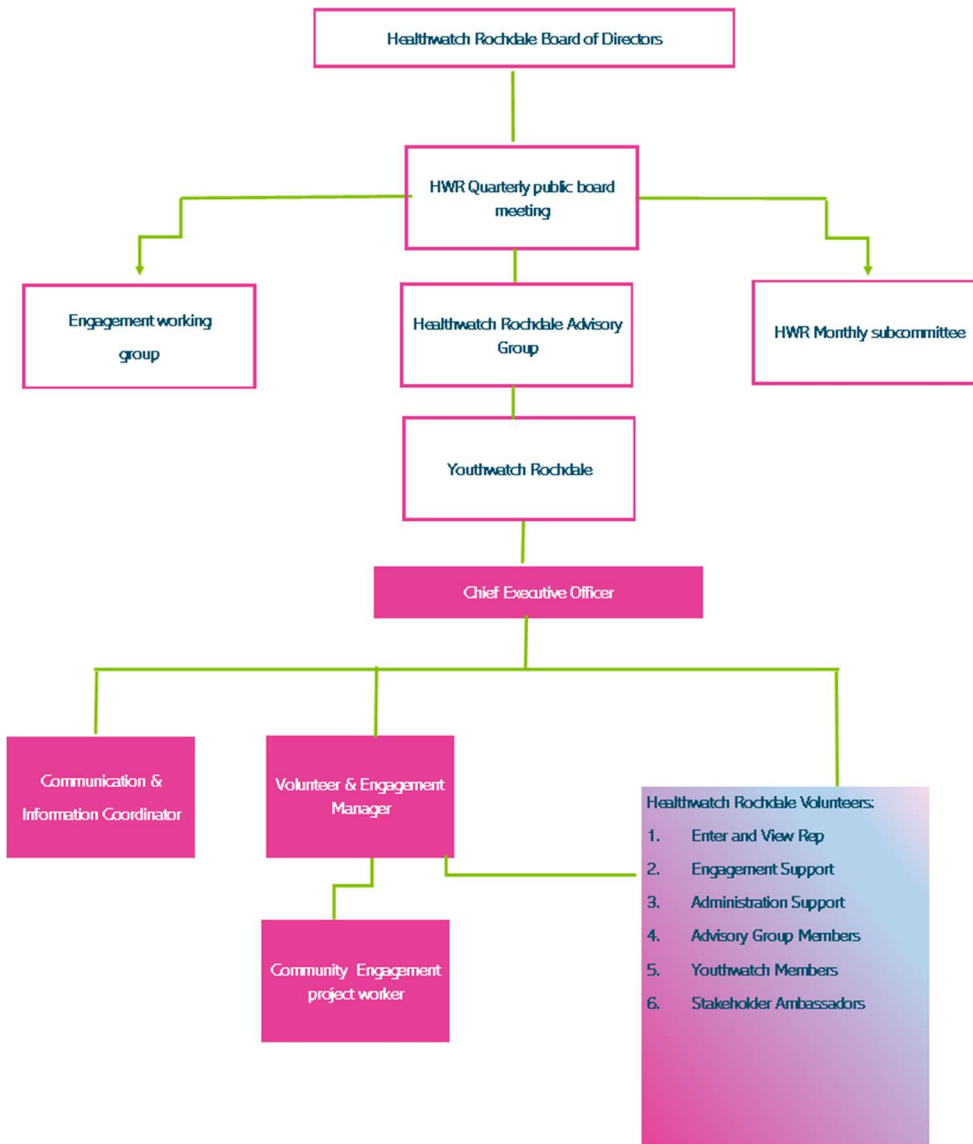 Healthwatch Rochdale Board of Directors
HWR Quarterly public board
meeting
Engagement working
group
Healthwatch Rochdale Advisory
Group
HWR Monthly subcommittee
Youthwatch Rochdale
Chief Executive Officer
Communication &
Information Coordinator
Volunteer & Engagement
Manager
Community Engagement
project worker
Healthwatch Rochdale Volunteers:
1. Enter and View Rep
2. Engagement Support
3. Administration Support
4. Advisory Group Members
5. Youthwatch Members
6. Stakeholder Ambassadors